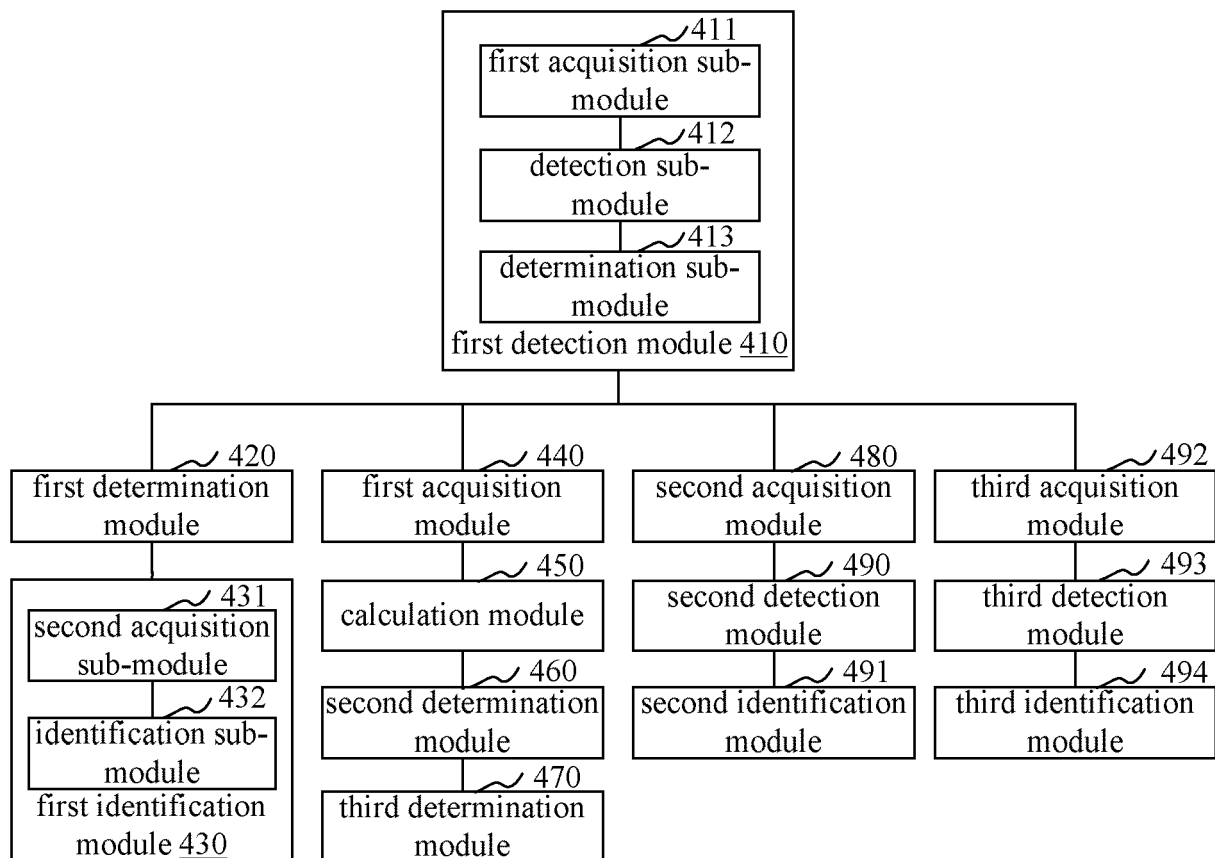 411
first acquisition sub-
module
412
detection sub-
module
413
determination sub-
module
first detection module 410
420
first determination
module
431
second acquisition
sub-module
432
identification sub-
module
first identification
module 430
440
first acquisition
module
450
calculation module
460
second determination
module
470
third determination
module
480
second acquisition
module
490
second detection
module
491
second identification
module
492
third acquisition
module
493
third detection
module
494
third identification
module